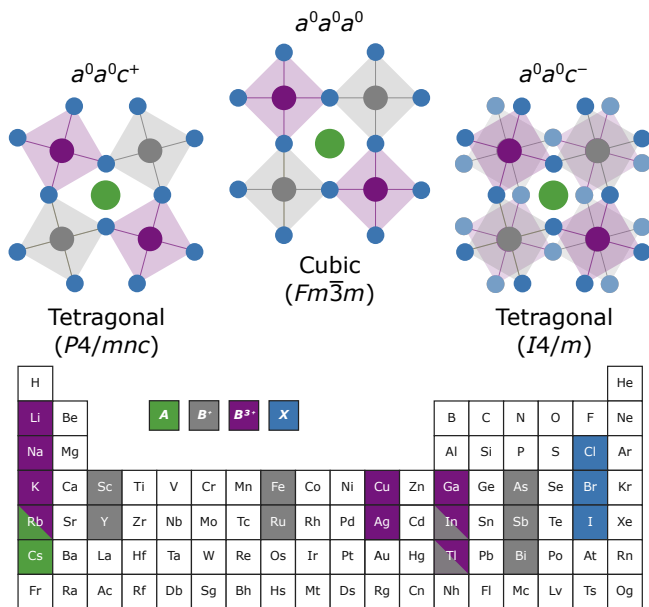 a⁰a⁰a⁰
a⁰a⁰c⁺
a⁰a⁰c⁻
Cubic
(Fm3̅m)
Tetragonal
(P4/mnc)
Tetragonal
(I4/m)
H He
A B⁺ B³⁺ X
Li Be B C N O F Ne
Na Mg Al Si P S Cl Ar
K Ca Sc Ti V Cr Mn Fe Co Ni Cu Zn Ga Ge As Se Br Kr
Rb Sr Y Zr Nb Mo Tc Ru Rh Pd Ag Cd In Sn Sb Te I Xe
Cs Ba La Hf Ta W Re Os Ir Pt Au Hg Tl Pb Bi Po At Rn
Fr Ra Ac Rf Db Sg Bh Hs Mt Ds Rg Cn Nh Fl Mc Lv Ts Og